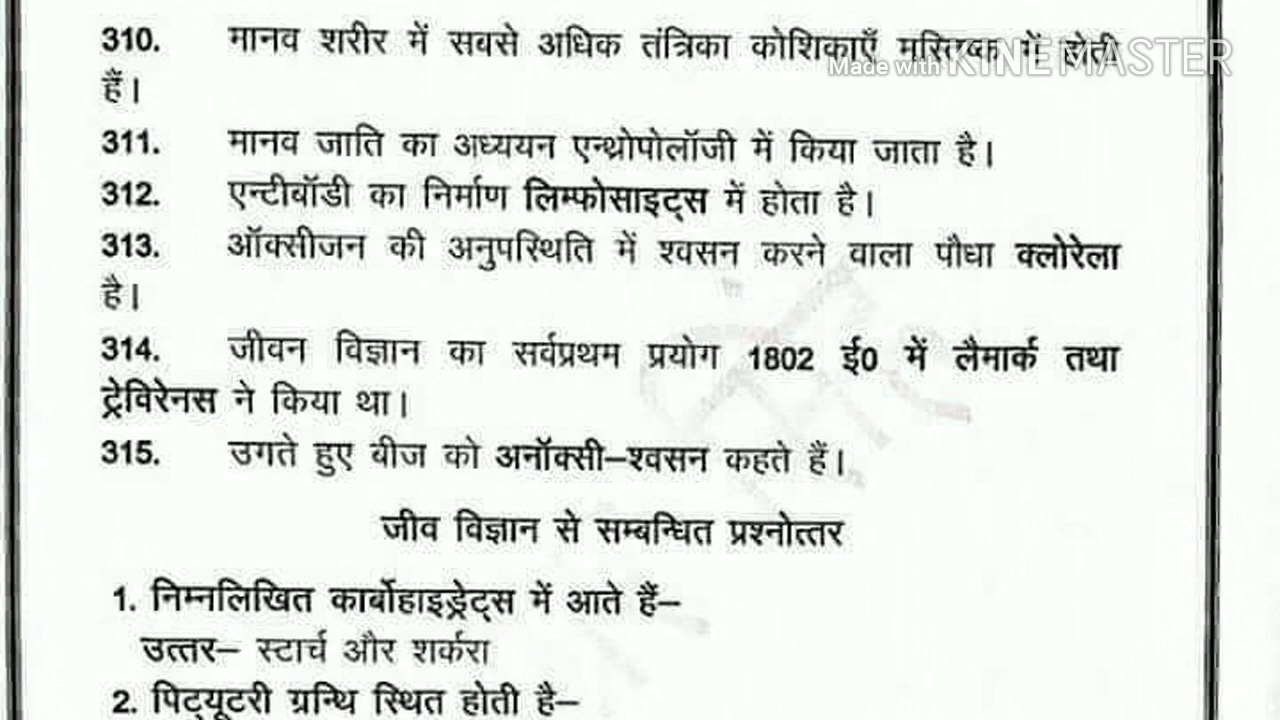 310. मानव शरीर में सबसे अधिक तंत्रिका कोशिकाएँ मस्तिष्क में होती
Made with KINEMASTER
हैं।
311. मानव जाति का अध्ययन एन्थ्रोपोलॉजी में किया जाता है।
312. एन्टीबॉडी का निर्माण लिम्फोसाइट्स में होता है।
313. ऑक्सीजन की अनुपस्थिति में श्वसन करने वाला पौधा क्लोरेला
है।
314. जीवन विज्ञान का सर्वप्रथम प्रयोग 1802 ई0 में लैमार्क तथा
ट्रेविरेनस ने किया था।
315. उगते हुए बीज को अनॉक्सी–श्वसन कहते हैं।
जीव विज्ञान से सम्बन्धित प्रश्नोत्तर
1. निम्नलिखित कार्बोहाइड्रेट्स में आते हैं–
उत्तर– स्टार्च और शर्करा
2. पिट्यूटरी ग्रन्थि स्थित होती है–